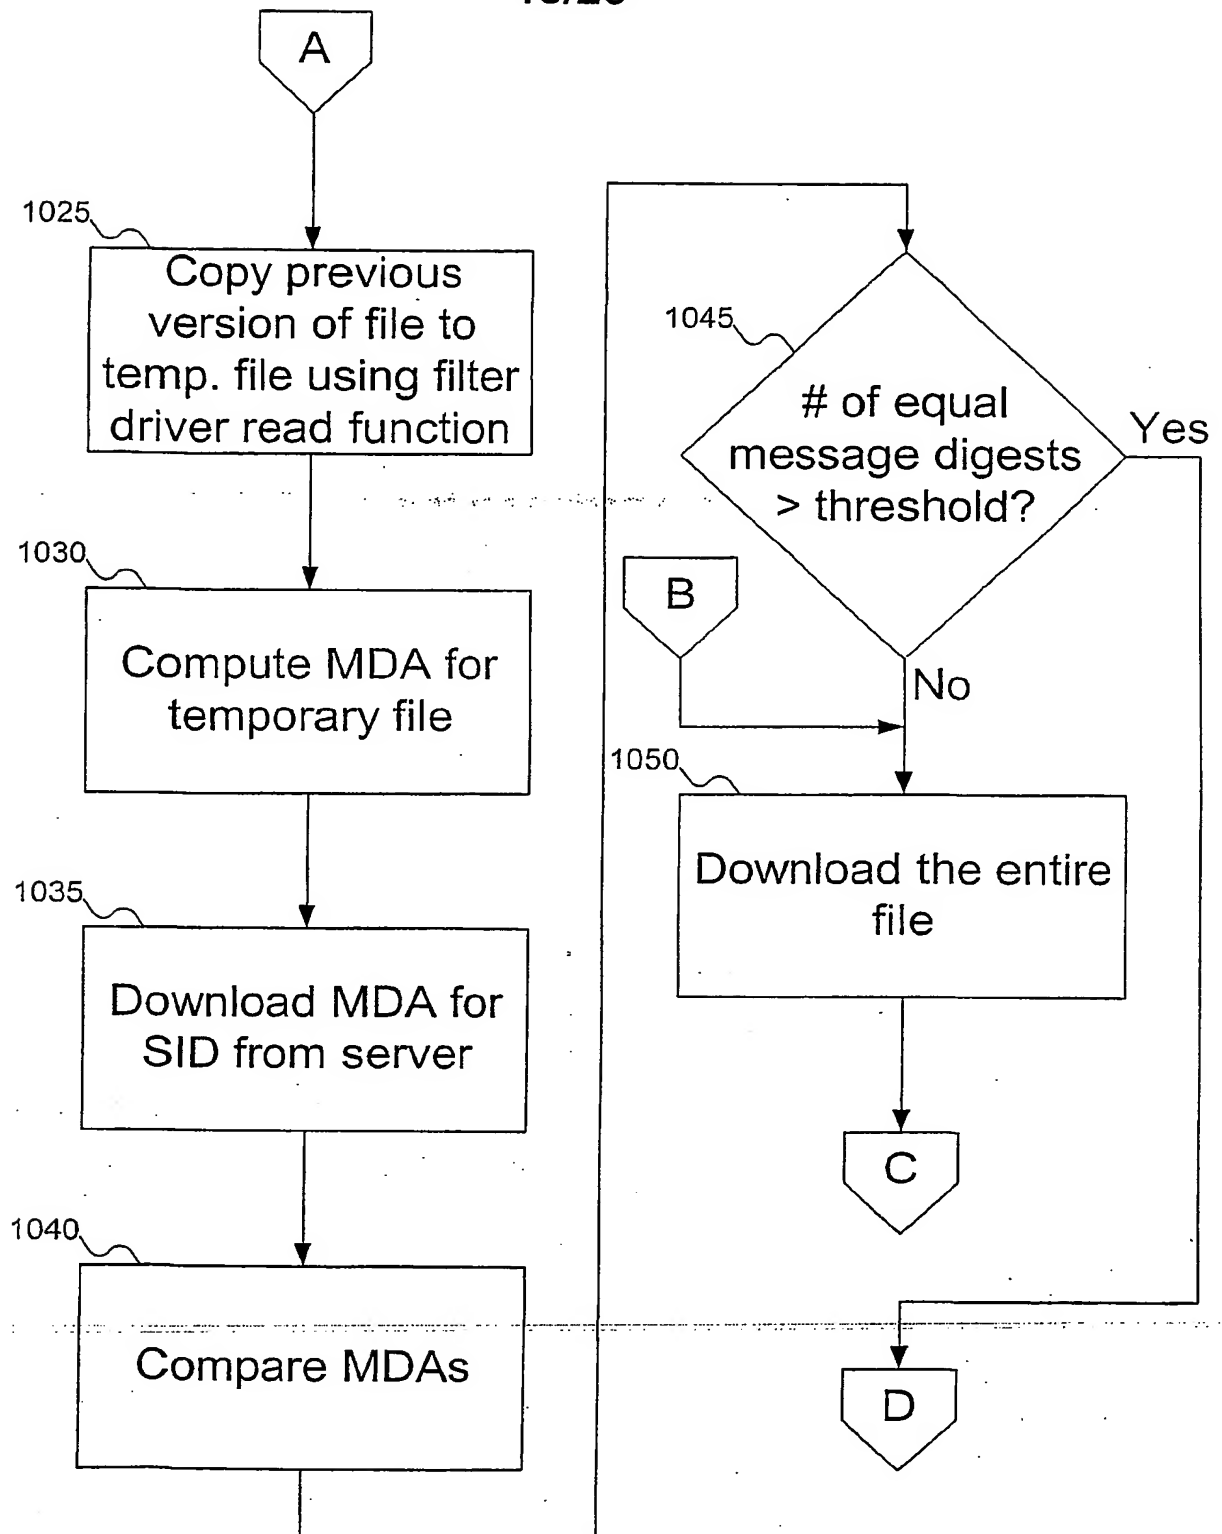 A
1025
Copy previous
version of file to
temp. file using filter
driver read function
1030
Compute MDA for
temporary file
1035
Download MDA for
SID from server
1040
Compare MDAs
1045
# of equal
message digests
> threshold?
Yes
B
No
1050
Download the entire
file
C
D